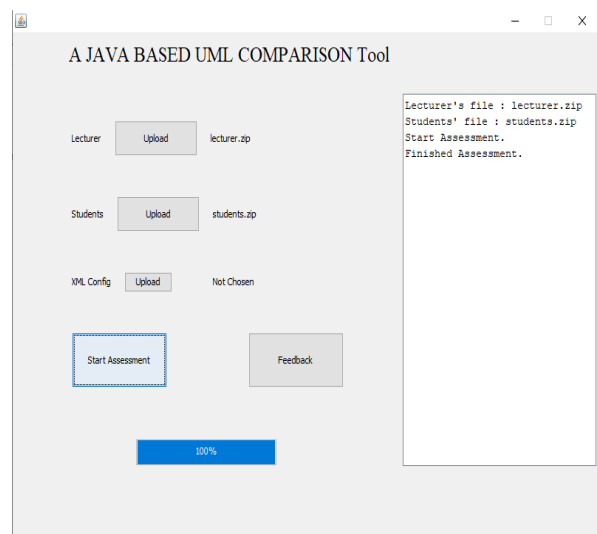 A JAVA BASED UML COMPARISON Tool
Lecturer Upload lecturer.zip
Students Upload students.zip
XML Config Upload Not Chosen
Start Assessment Feedback
100%
Lecturer's file : lecturer.zip
Students' file : students.zip
Start Assessment.
Finished Assessment.